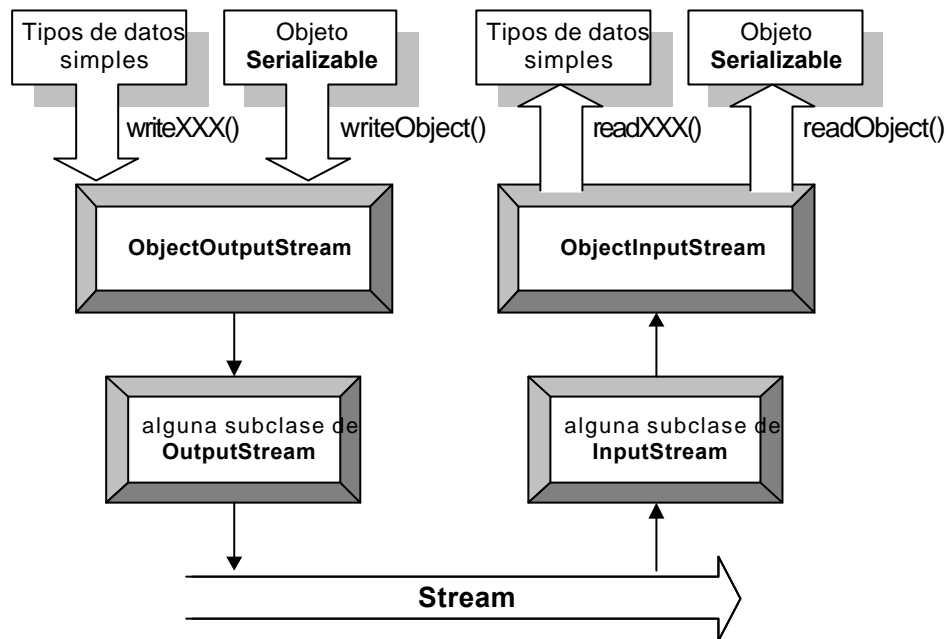 Tipos de datos
simples
Objeto
Serializable
Tipos de datos
simples
Objeto
Serializable
writeXXX()
writeObject()
readXXX()
readObject()
ObjectOutputStream
ObjectInputStream
alguna subclase de
OutputStream
alguna subclase de
InputStream
Stream